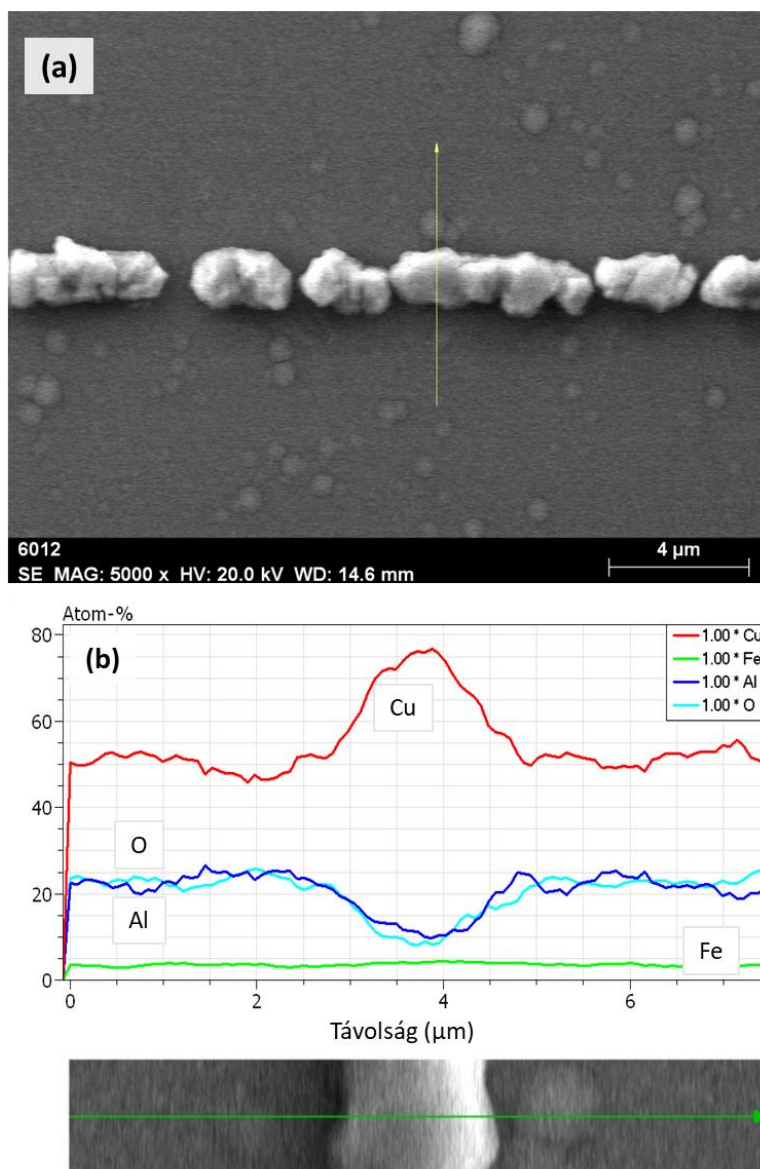 (a)
6012
SE MAG: 5000 x HV: 20.0 kV WD: 14.6 mm
4 µm
Atom-%
(b)
80
60
40
20
0
1.00 * Cu
1.00 * Fe
1.00 * Al
1.00 * O
Cu
O
Al
Fe
0 2 4 6
Távolság (µm)